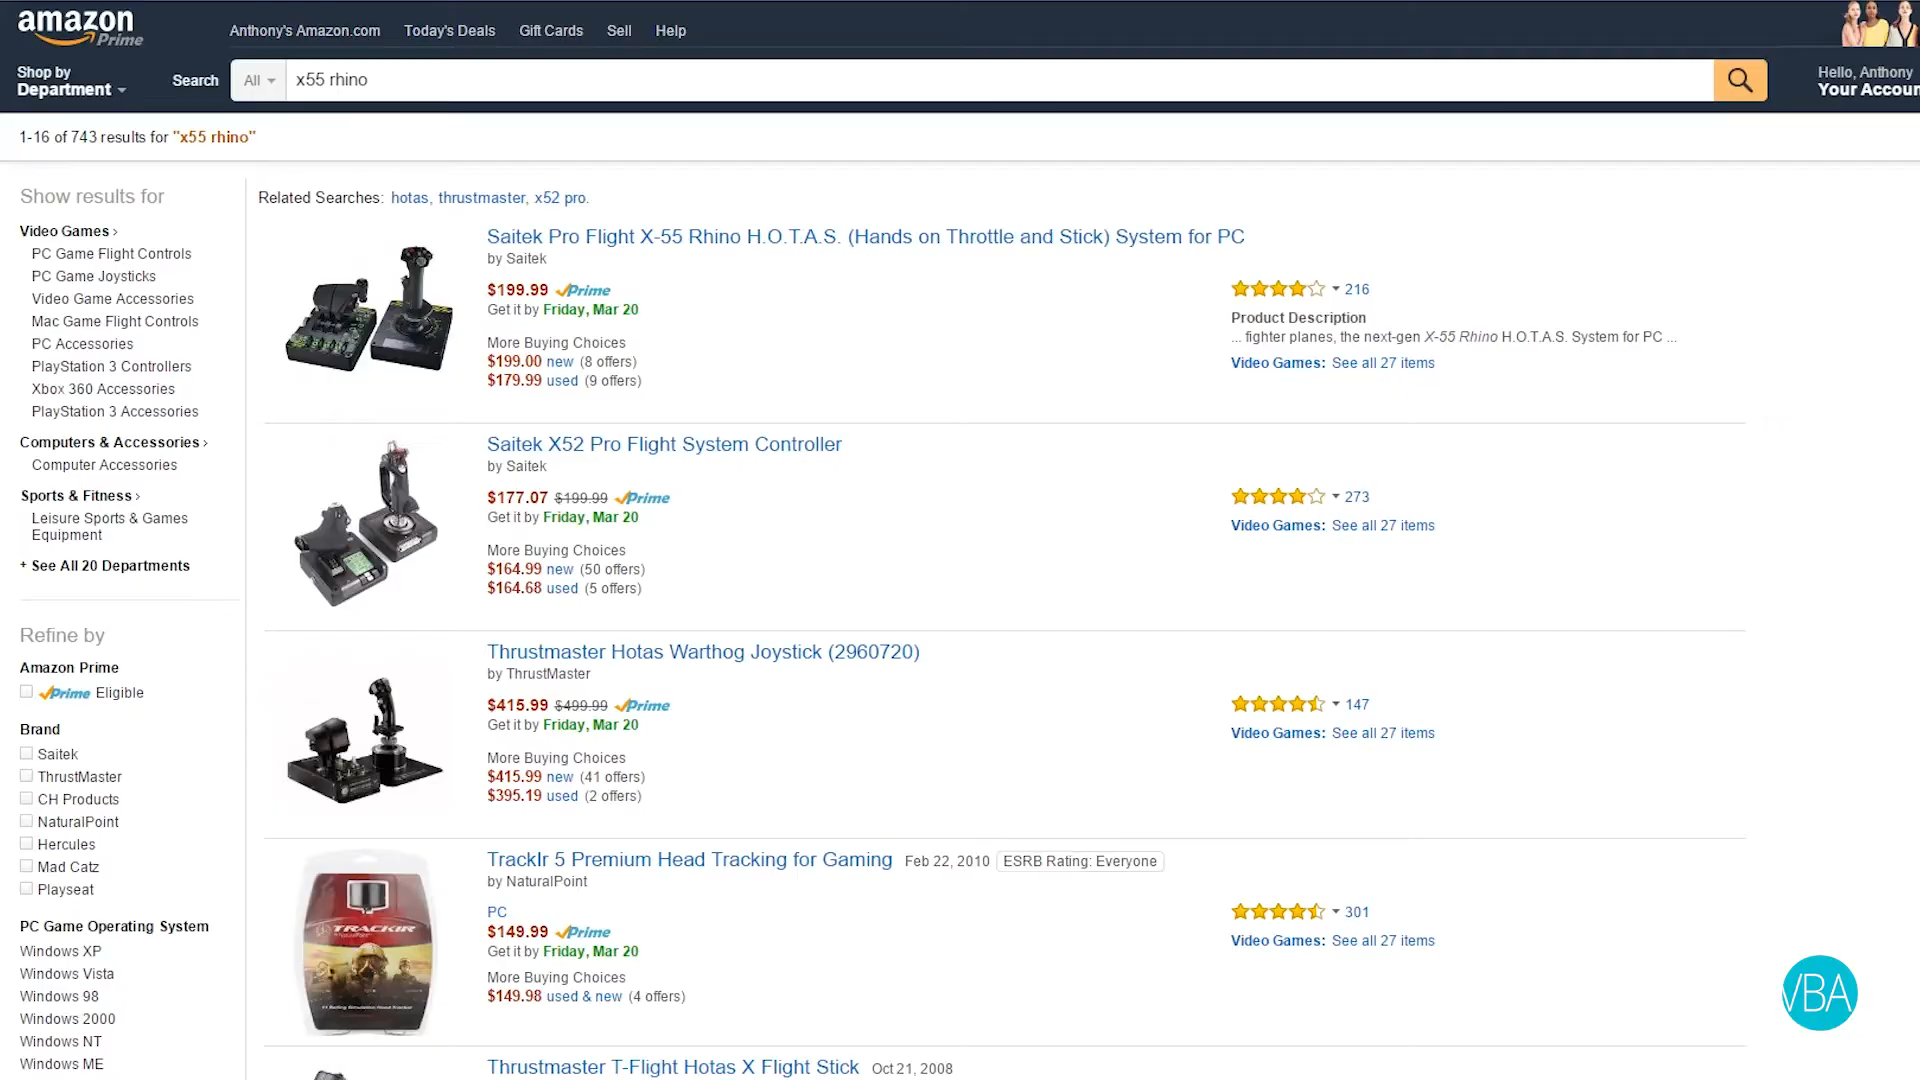 amazon
Prime
Anthony's Amazon.com Today's Deals Gift Cards Sell Help
Shop by
Department
Search All x55 rhino
Hello, Anthony
Your Accoun
1-16 of 743 results for "x55 rhino"
Show results for
Video Games ›
PC Game Flight Controls
PC Game Joysticks
Video Game Accessories
Mac Game Flight Controls
PC Accessories
PlayStation 3 Controllers
Xbox 360 Accessories
PlayStation 3 Accessories
Computers & Accessories ›
Computer Accessories
Sports & Fitness ›
Leisure Sports & Games
Equipment
+ See All 20 Departments
Refine by
Amazon Prime
Prime Eligible
Brand
Saitek
ThrustMaster
CH Products
NaturalPoint
Hercules
Mad Catz
Playseat
PC Game Operating System
Windows XP
Windows Vista
Windows 98
Windows 2000
Windows NT
Windows ME
Related Searches: hotas, thrustmaster, x52 pro.
Saitek Pro Flight X-55 Rhino H.O.T.A.S. (Hands on Throttle and Stick) System for PC
by Saitek
$199.99 Prime
Get it by Friday, Mar 20
More Buying Choices
$199.00 new (8 offers)
$179.99 used (9 offers)
216
Product Description
... fighter planes, the next-gen X-55 Rhino H.O.T.A.S. System for PC ...
Video Games: See all 27 items
Saitek X52 Pro Flight System Controller
by Saitek
$177.07 $199.99 Prime
Get it by Friday, Mar 20
More Buying Choices
$164.99 new (50 offers)
$164.68 used (5 offers)
273
Video Games: See all 27 items
Thrustmaster Hotas Warthog Joystick (2960720)
by ThrustMaster
$415.99 $499.99 Prime
Get it by Friday, Mar 20
More Buying Choices
$415.99 new (41 offers)
$395.19 used (2 offers)
147
Video Games: See all 27 items
TRACKIR
TrackIr 5 Premium Head Tracking for Gaming Feb 22, 2010 ESRB Rating: Everyone
by NaturalPoint
PC
$149.99 Prime
Get it by Friday, Mar 20
More Buying Choices
$149.98 used & new (4 offers)
301
Video Games: See all 27 items
VBA
Thrustmaster T-Flight Hotas X Flight Stick Oct 21, 2008